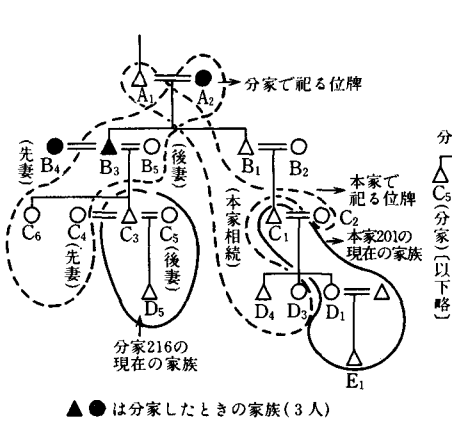 A₁
A₂
分家で祀る位牌
(先妻)
B₄
B₃
B₅
(後妻)
B₁
B₂
本家で
祀る位牌
(本家相続)
C₆
C₄
(先妻)
C₃
C₅
(後妻)
C₁
C₂
本家201の
現在の家族
D₅
D₄
D₃
D₁
分家216の
現在の家族
E₁
分
C₅
(分家)
〔以下略〕
▲●は分家したときの家族(3人)